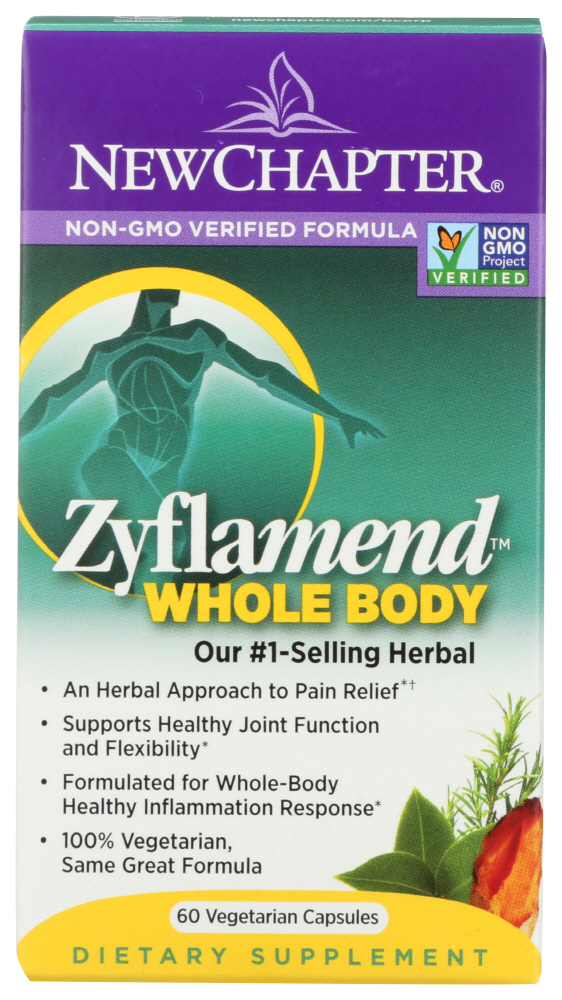 newchapter.com/bcorp
NEWCHAPTER®
NON-GMO VERIFIED FORMULA
NON
GMO
Project
VERIFIED
Zyflamend™
WHOLE BODY
Our #1-Selling Herbal
• An Herbal Approach to Pain Relief*†
• Supports Healthy Joint Function
and Flexibility*
• Formulated for Whole-Body
Healthy Inflammation Response*
• 100% Vegetarian,
Same Great Formula
60 Vegetarian Capsules
DIETARY SUPPLEMENT